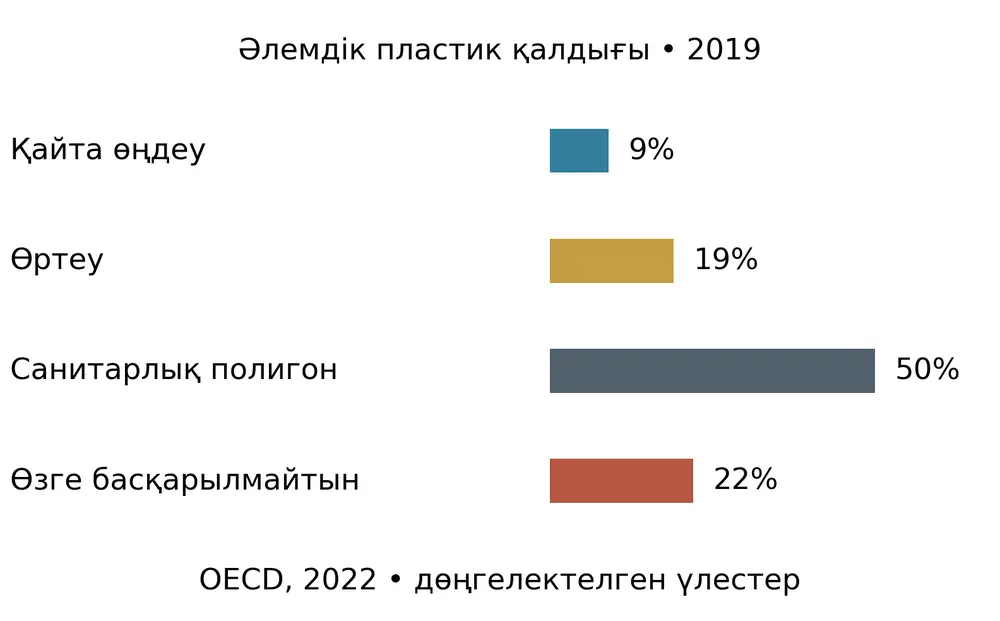 Әлемдік пластик қалдығы • 2019
Қайта өңдеу 9%
Өртеу 19%
Санитарлық полигон 50%
Өзге басқарылмайтын 22%
OECD, 2022 • дөңгелектелген үлестер